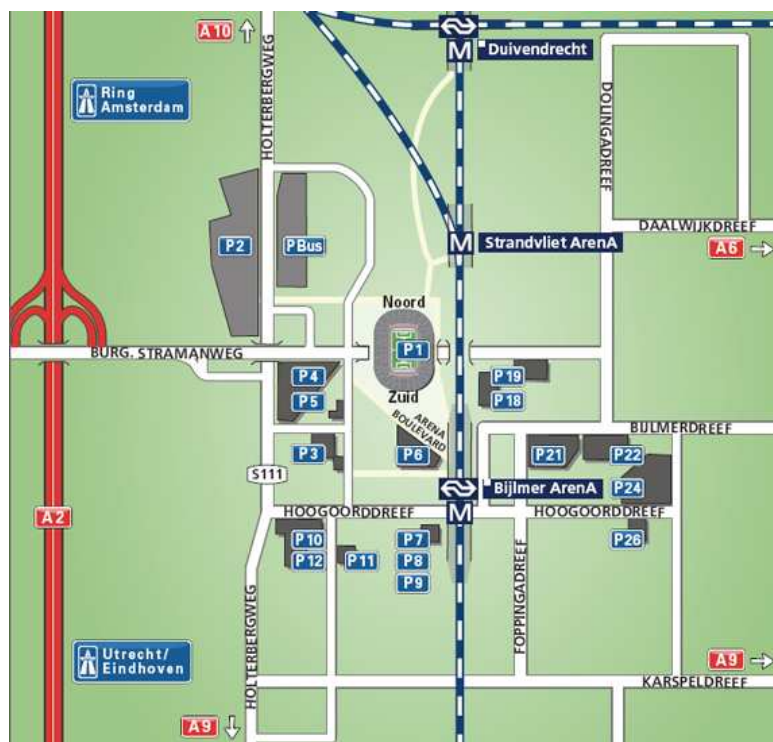 A10
HOLTERBERGWEG
M
Duivendrecht
Ring
Amsterdam
DOLINGADREEF
P2
PBus
M
Strandvliet ArenA
DAALWIJKDREEF
A6
Noord
P1
BURG. STRAMANWEG
Zuid
P4
P5
P19
P18
ARENA
BOULEVARD
BIJLMERDREEF
P3
P6
P21
P22
S111
P24
Bijlmer ArenA
M
A2
HOOGOORDDREEF
HOOGOORDDREEF
P10
P12
P11
P7
P8
P9
P26
FOPPINGADREEF
Utrecht/
Eindhoven
HOLTERBERGWEG
A9
KARSPELDREEF
A9